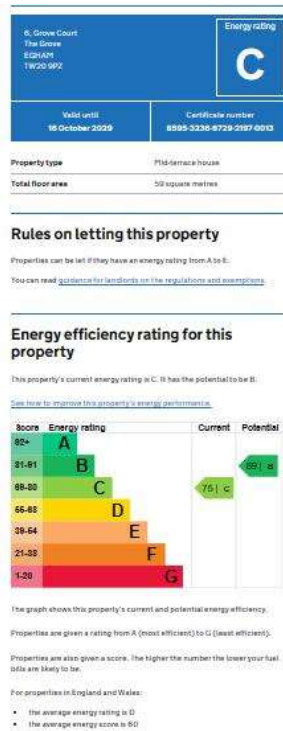 6, Grove Court
The Grove
EGHAM
TW20 9PZ
Energy rating
C
Valid until
16 October 2029
Certificate number
8595-3236-8729-2197-0013
Property type
Mid-terrace house
Total floor area
59 square metres
Rules on letting this property
Properties can be let if they have an energy rating from A to E.
You can read guidance for landlords on the regulations and exemptions.
Energy efficiency rating for this
property
This property's current energy rating is C. It has the potential to be B.
See how to improve this property's energy performance.
Score Energy rating Current Potential
92+ A
81-91 B 89 | B
69-80 C 75 | C
55-68 D
39-54 E
21-38 F
1-20 G
The graph shows this property's current and potential energy efficiency.
Properties are given a rating from A (most efficient) to G (least efficient).
Properties are also given a score. The higher the number the lower your fuel
bills are likely to be.
For properties in England and Wales:
• the average energy rating is D
• the average energy score is 60